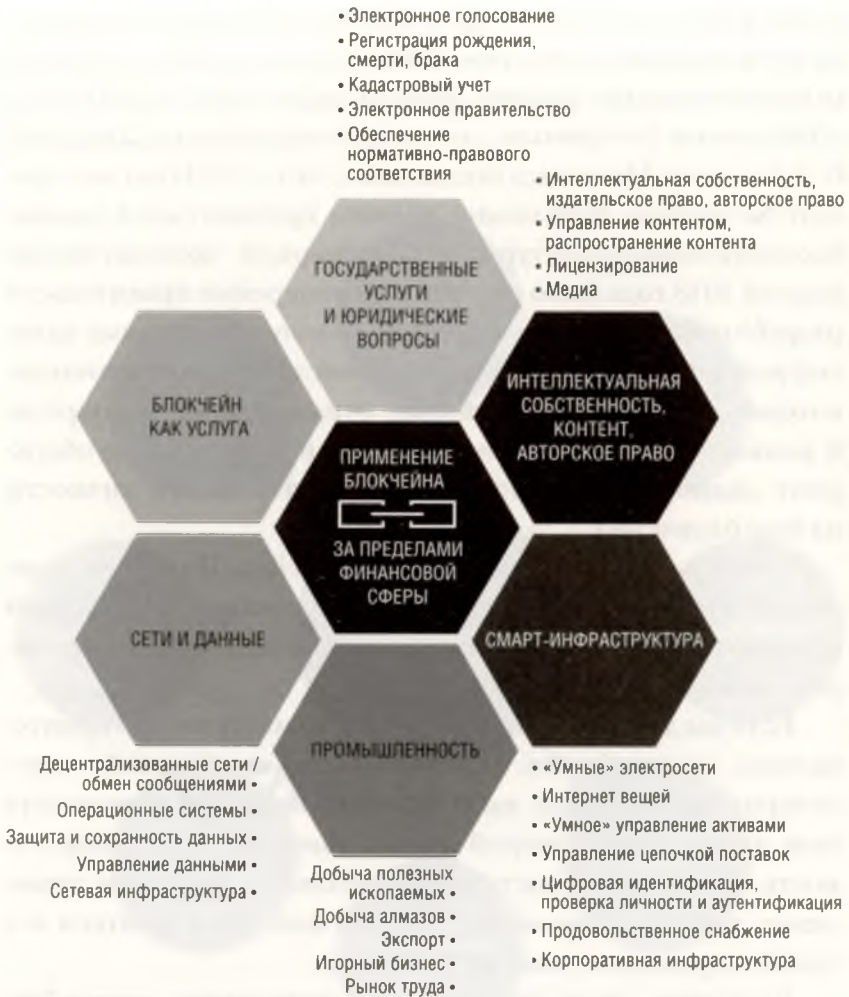 • Электронное голосование
• Регистрация рождения,
смерти, брака
• Кадастровый учет
• Электронное правительство
• Обеспечение
нормативно-правового
соответствия
• Интеллектуальная собственность,
издательское право, авторское право
• Управление контентом,
распространение контента
• Лицензирование
• Медиа
ГОСУДАРСТВЕННЫЕ
УСЛУГИ
И ЮРИДИЧЕСКИЕ
ВОПРОСЫ
ИНТЕЛЛЕКТУАЛЬНАЯ
СОБСТВЕННОСТЬ,
КОНТЕНТ,
АВТОРСКОЕ ПРАВО
БЛОКЧЕЙН
КАК УСЛУГА
ПРИМЕНЕНИЕ
БЛОКЧЕЙНА
ЗА ПРЕДЕЛАМИ
ФИНАНСОВОЙ
СФЕРЫ
СЕТИ И ДАННЫЕ
СМАРТ-ИНФРАСТРУКТУРА
ПРОМЫШЛЕННОСТЬ
Децентрализованные сети /
обмен сообщениями •
Операционные системы •
Защита и сохранность данных •
Управление данными •
Сетевая инфраструктура •
Добыча полезных
ископаемых •
Добыча алмазов •
Экспорт •
Игорный бизнес •
Рынок труда •
• «Умные» электросети
• Интернет вещей
• «Умное» управление активами
• Управление цепочкой поставок
• Цифровая идентификация,
проверка личности и аутентификация
• Продовольственное снабжение
• Корпоративная инфраструктура